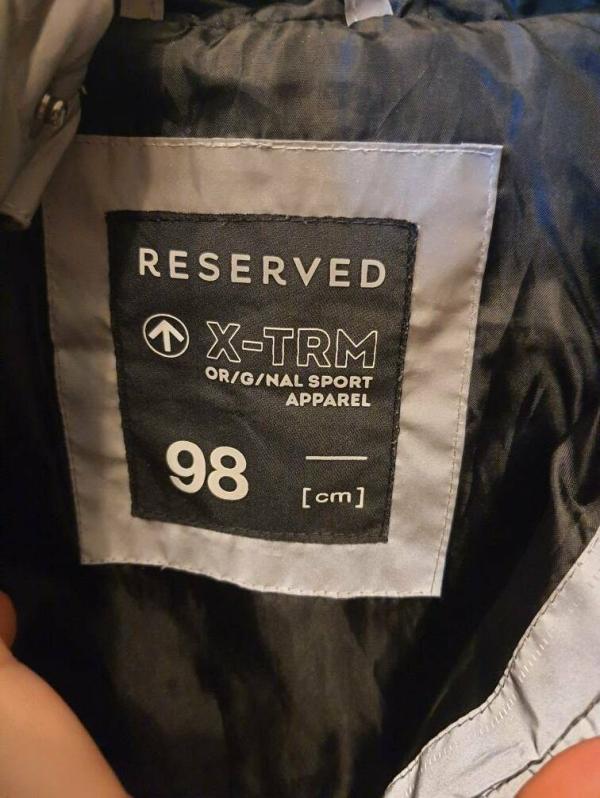 RESERVED
X-TRM
OR/G/NAL SPORT
APPAREL
98
[cm]